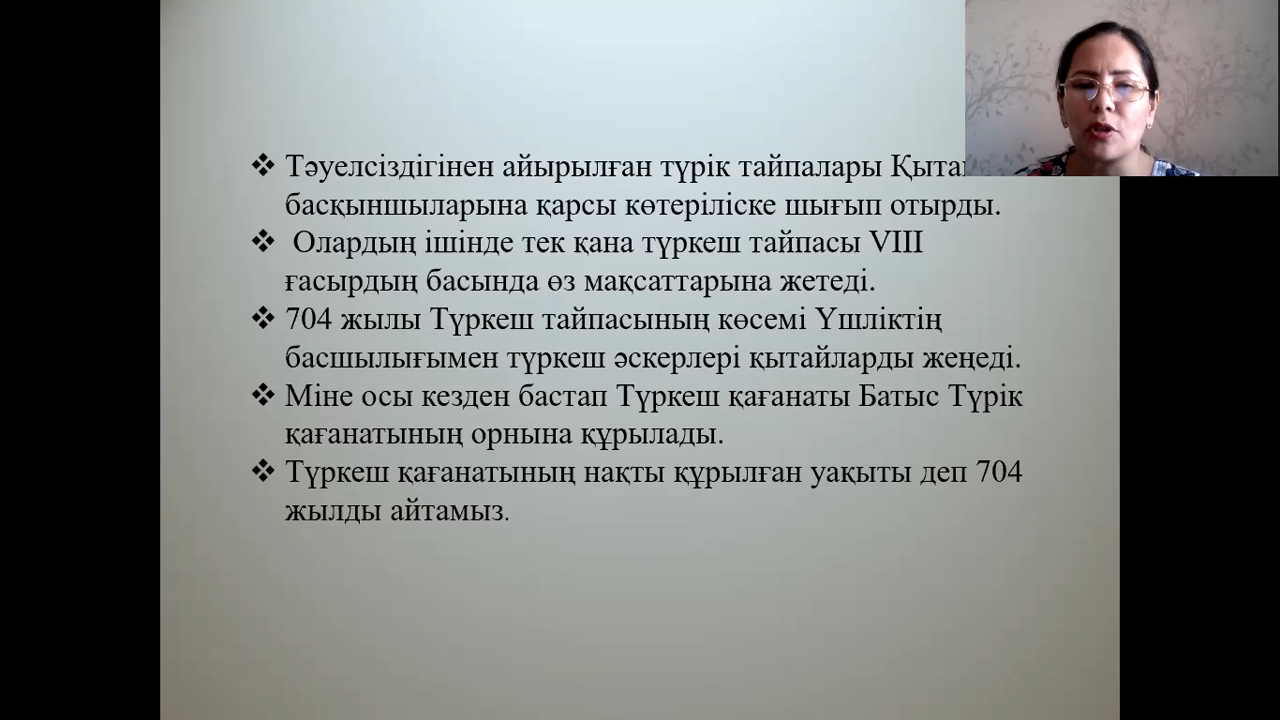 ❖ Тәуелсіздігінен айырылған түрік тайпалары
басқыншыларына қарсы көтеріліске шығып отырды.
❖ Олардың ішінде тек қана түркеш тайпасы VIII
ғасырдың басында өз мақсаттарына жетеді.
❖ 704 жылы Түркеш тайпасының көсемі Үшліктің
басшылығымен түркеш әскерлері қытайларды жеңеді.
❖ Міне осы кезден бастап Түркеш қағанаты Батыс Түрік
қағанатының орнына құрылады.
❖ Түркеш қағанатының нақты құрылған уақыты деп 704
жылды айтамыз.